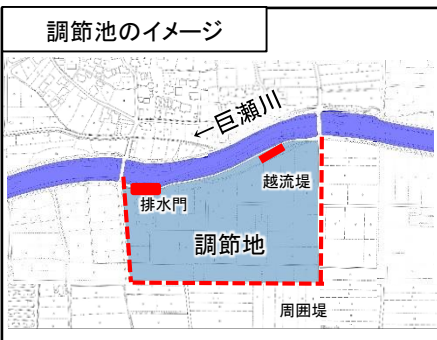 調節池のイメージ
←巨瀬川
越流堤
排水門
調節地
周囲堤